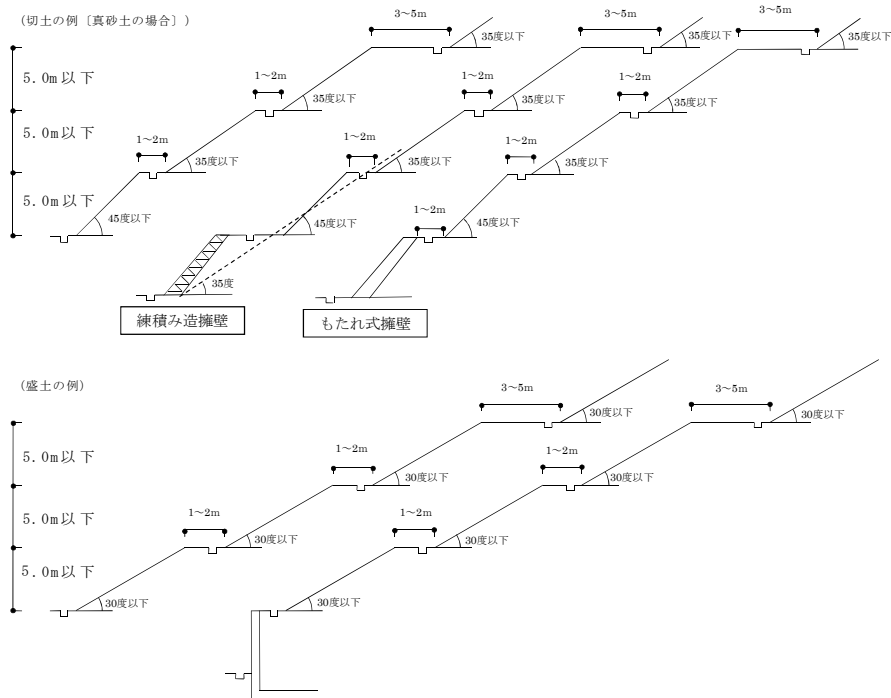 (切土の例〔真砂土の場合〕)
3~5m 3~5m 3~5m
35度以下 35度以下 35度以下
5.0m以下
1~2m 1~2m 1~2m
35度以下 35度以下 35度以下
5.0m以下
1~2m 1~2m 1~2m
35度以下 35度以下 35度以下
5.0m以下
1~2m
45度以下 45度以下 45度以下
35度
練積み造擁壁 もたれ式擁壁
(盛土の例)
3~5m 3~5m
30度以下 30度以下
5.0m以下
1~2m 1~2m
30度以下 30度以下
5.0m以下
1~2m 1~2m
30度以下 30度以下
5.0m以下
30度以下 30度以下